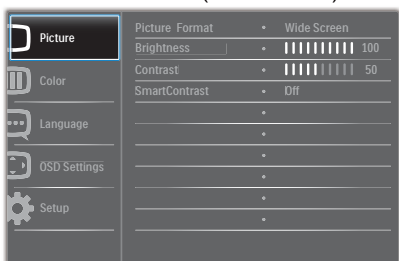 Picture
Color
Language
OSD Settings
Setup
Picture Format • Wide Screen
Brightness • 100
Contrast • 50
SmartContrast • Off